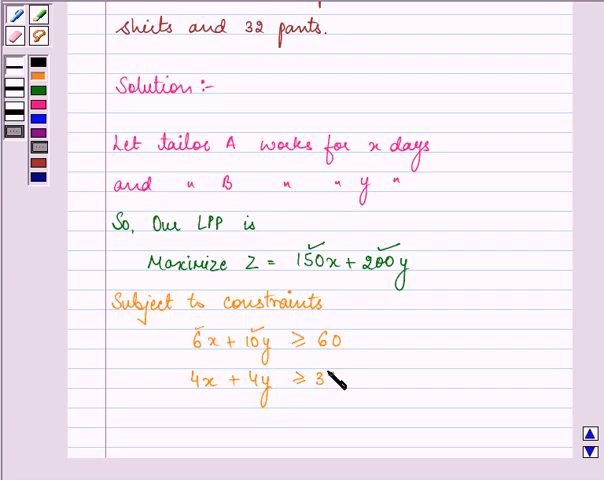 shirts and 32 pants.
Solution :-
Let tailor A works for x days
and " B " " y "
So, Our LPP is
Maximize Z = 150x + 200y
Subject to constraints
6x + 10y ⩾ 60
4x + 4y ⩾ 3